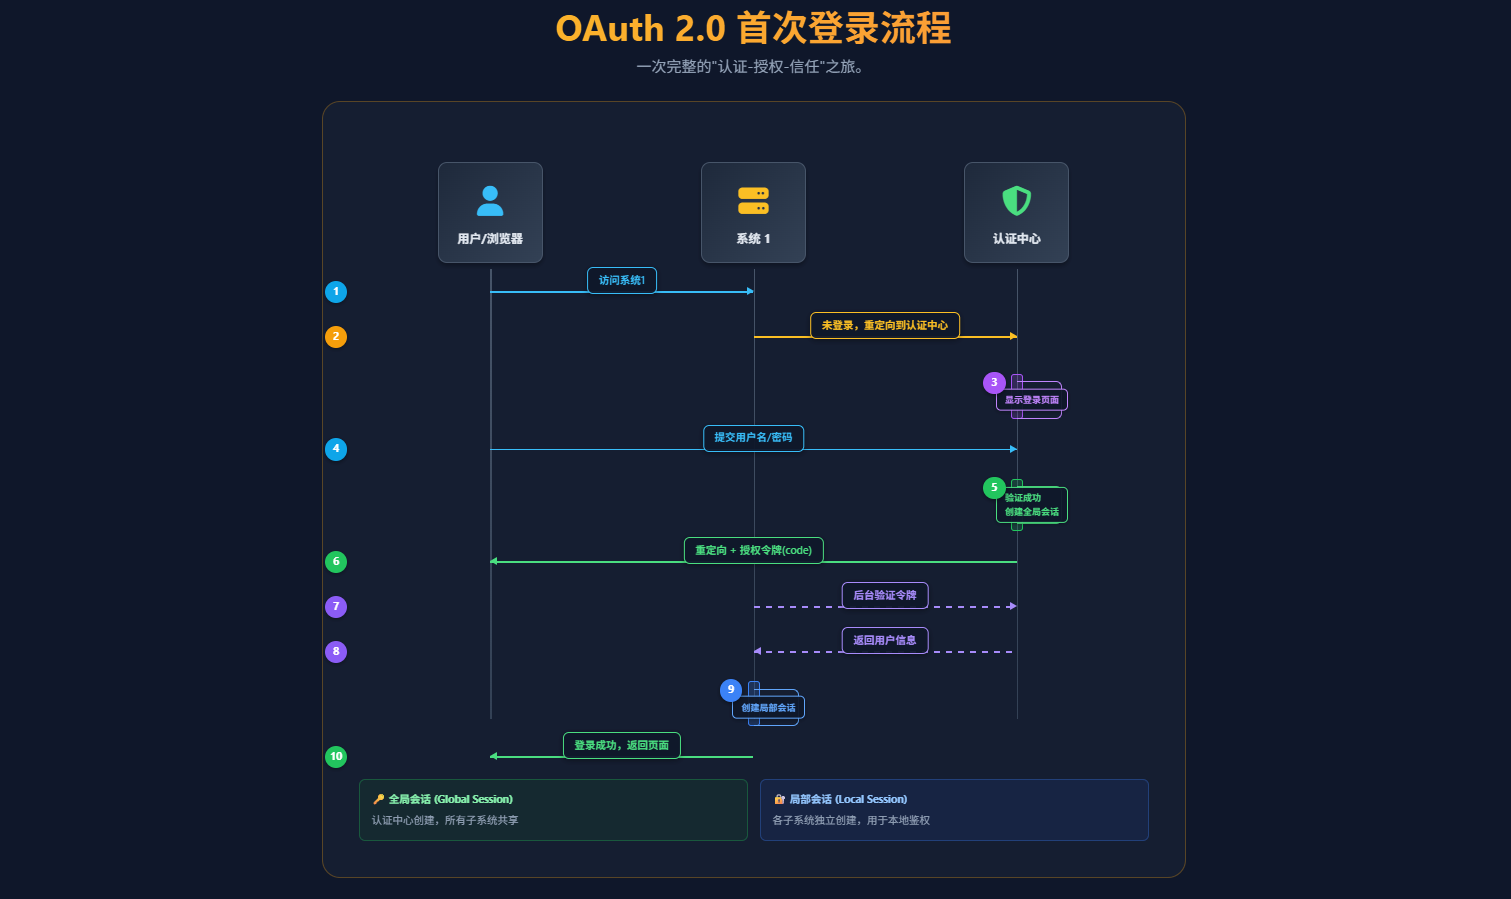 OAuth 2.0 首次登录流程
一次完整的"认证-授权-信任"之旅。
用户/浏览器
系统 1
认证中心
1
访问系统1
2
未登录，重定向到认证中心
3
显示登录页面
4
提交用户名/密码
5
验证成功
创建全局会话
6
重定向 + 授权令牌(code)
7
后台验证令牌
8
返回用户信息
9
创建局部会话
10
登录成功，返回页面
全局会话 (Global Session)
认证中心创建，所有子系统共享
局部会话 (Local Session)
各子系统独立创建，用于本地鉴权